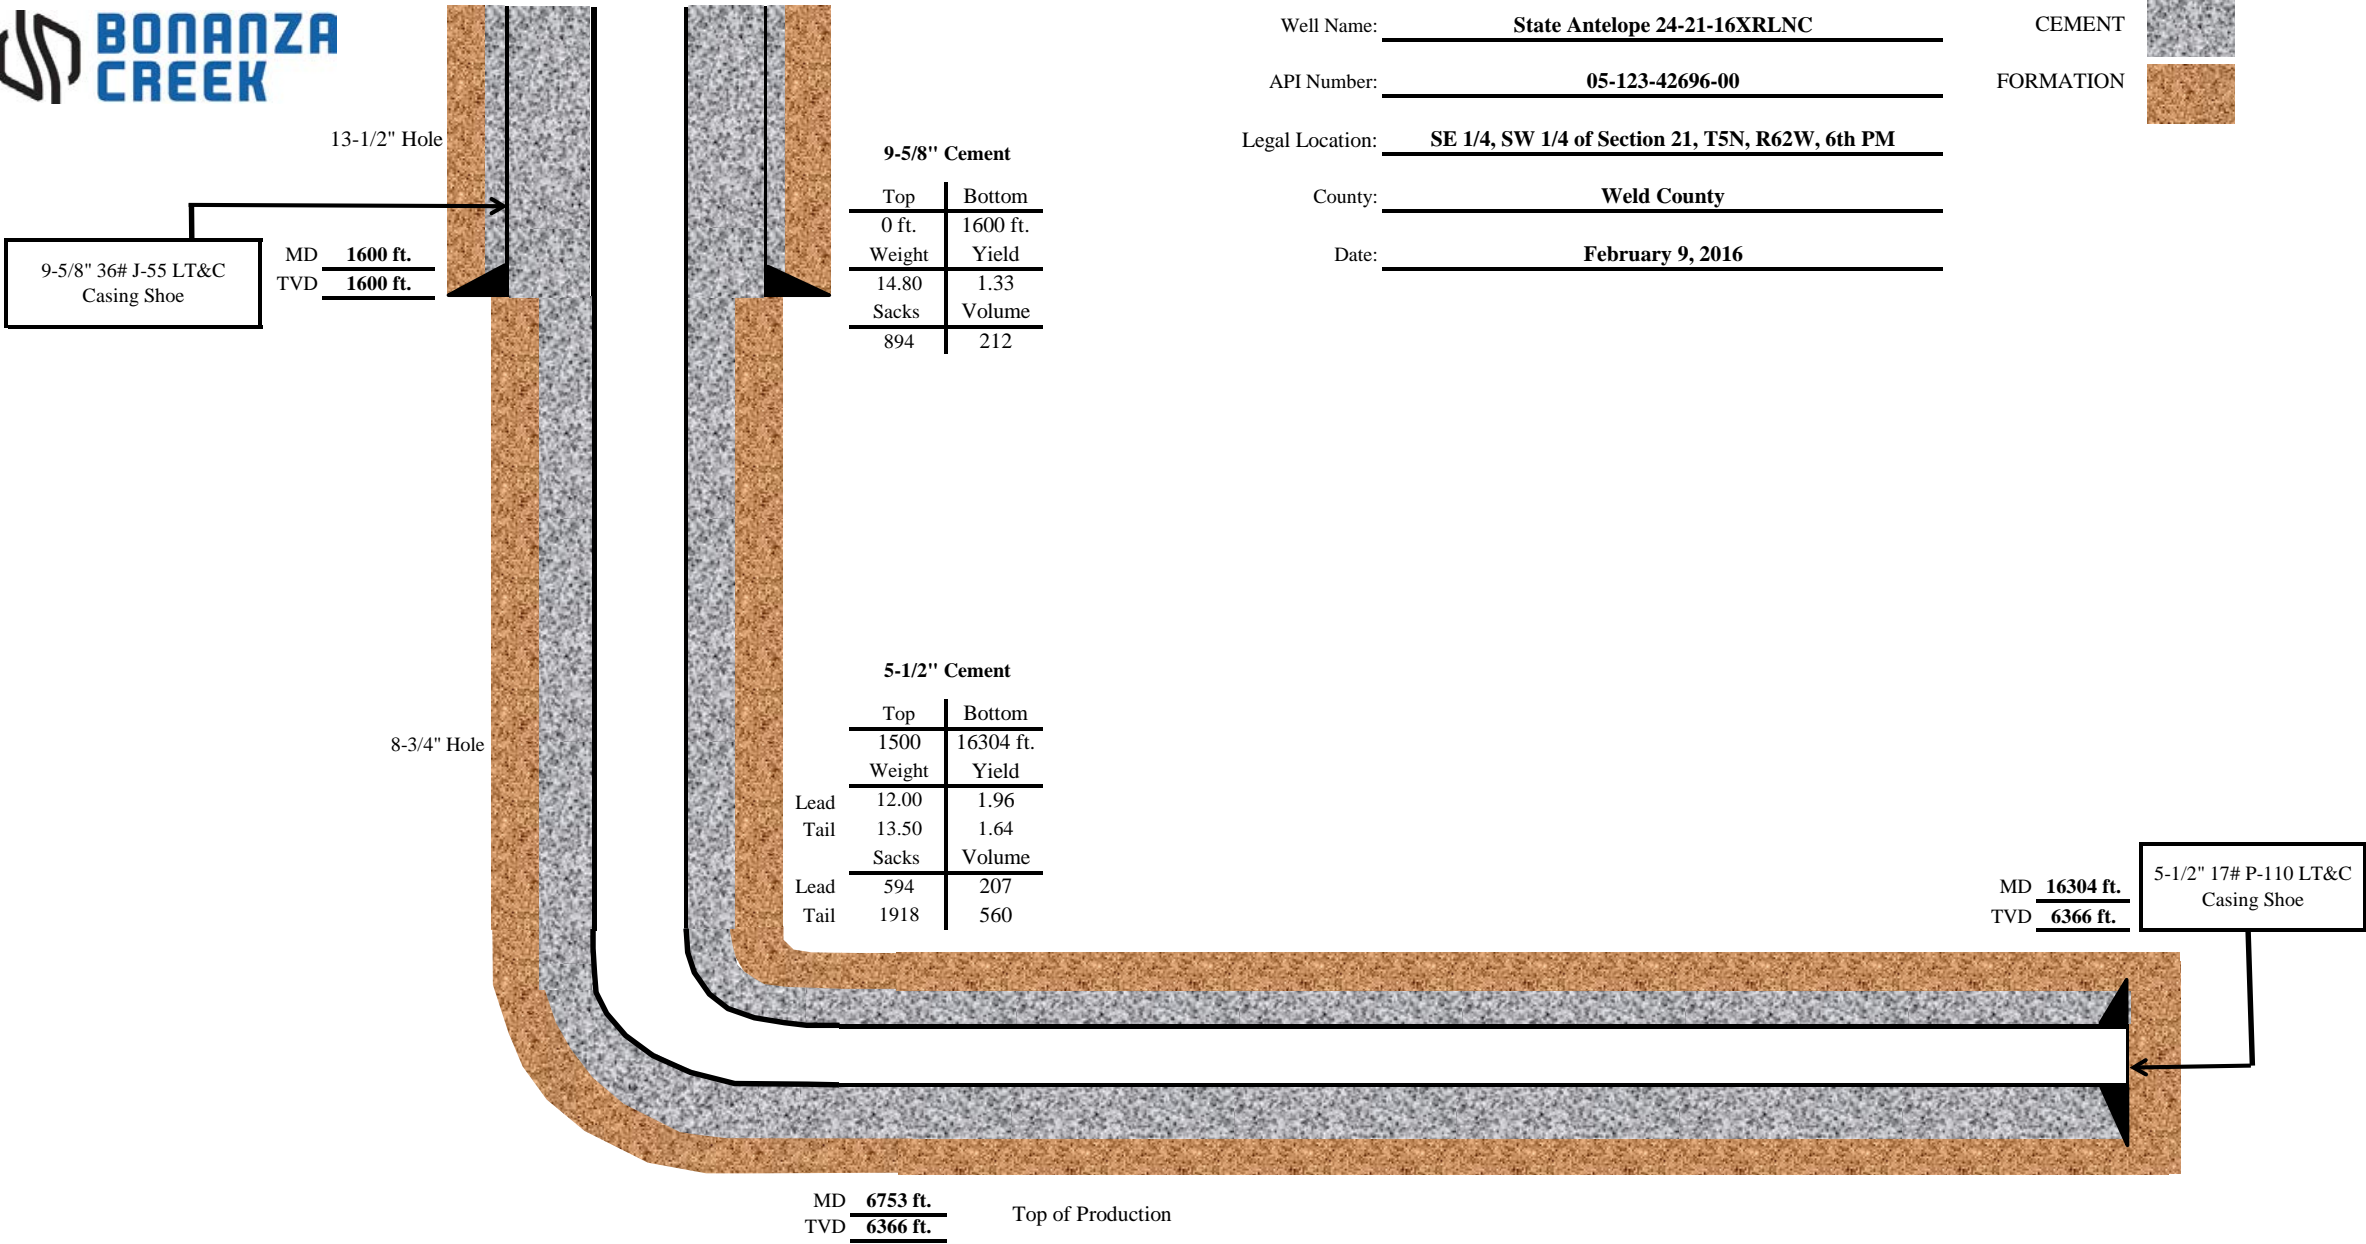 BONANZA
CREEK
Well Name: State Antelope 24-21-16XRLNC
API Number: 05-123-42696-00
Legal Location: SE 1/4, SW 1/4 of Section 21, T5N, R62W, 6th PM
County: Weld County
Date: February 9, 2016
CEMENT
FORMATION
13-1/2" Hole
9-5/8" 36# J-55 LT&C
Casing Shoe
MD 1600 ft.
TVD 1600 ft.
9-5/8" Cement
Top Bottom
0 ft. 1600 ft.
Weight Yield
14.80 1.33
Sacks Volume
894 212
8-3/4" Hole
5-1/2" Cement
Top Bottom
1500 16304 ft.
Weight Yield
Lead 12.00 1.96
Tail 13.50 1.64
Sacks Volume
Lead 594 207
Tail 1918 560
MD 16304 ft.
TVD 6366 ft.
5-1/2" 17# P-110 LT&C
Casing Shoe
MD 6753 ft.
TVD 6366 ft.
Top of Production